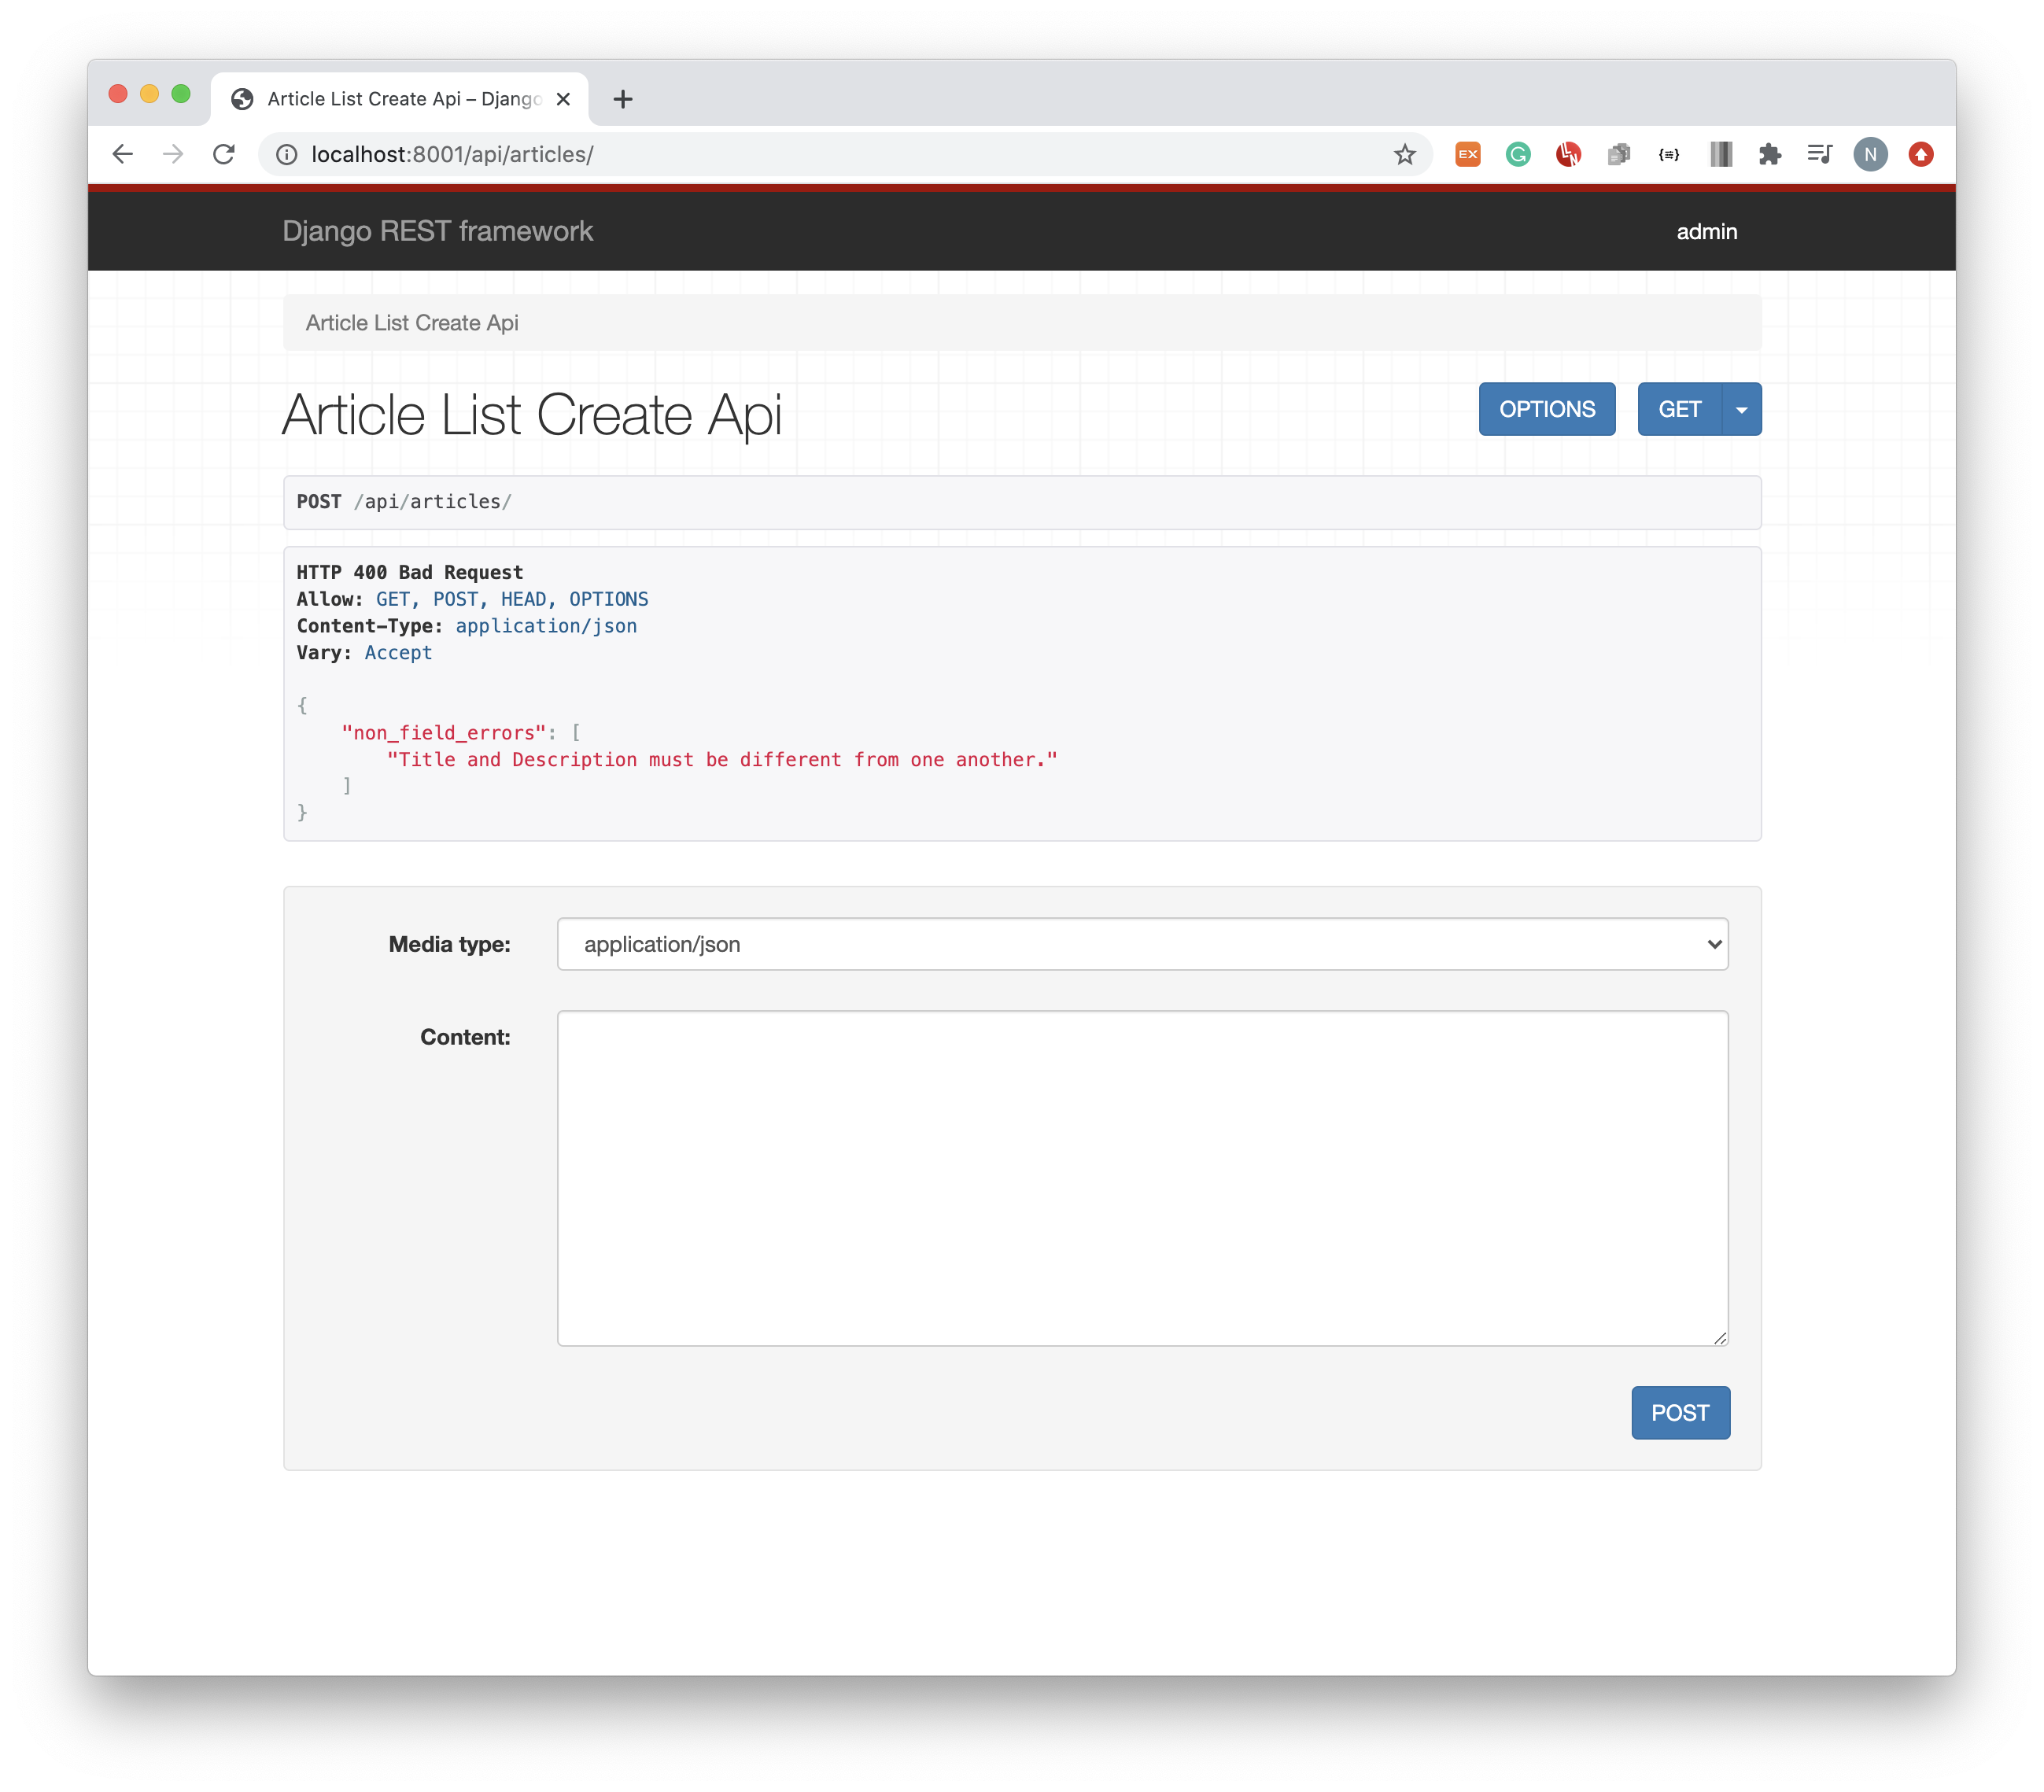 Article List Create Api – Django
localhost:8001/api/articles/
EX
G
LN
{≡}
N
Django REST framework
admin
Article List Create Api
Article List Create Api
OPTIONS
GET
POST /api/articles/
HTTP 400 Bad Request
Allow: GET, POST, HEAD, OPTIONS
Content-Type: application/json
Vary: Accept
{
    "non_field_errors": [
        "Title and Description must be different from one another."
    ]
}
Media type:
application/json
Content:
POST